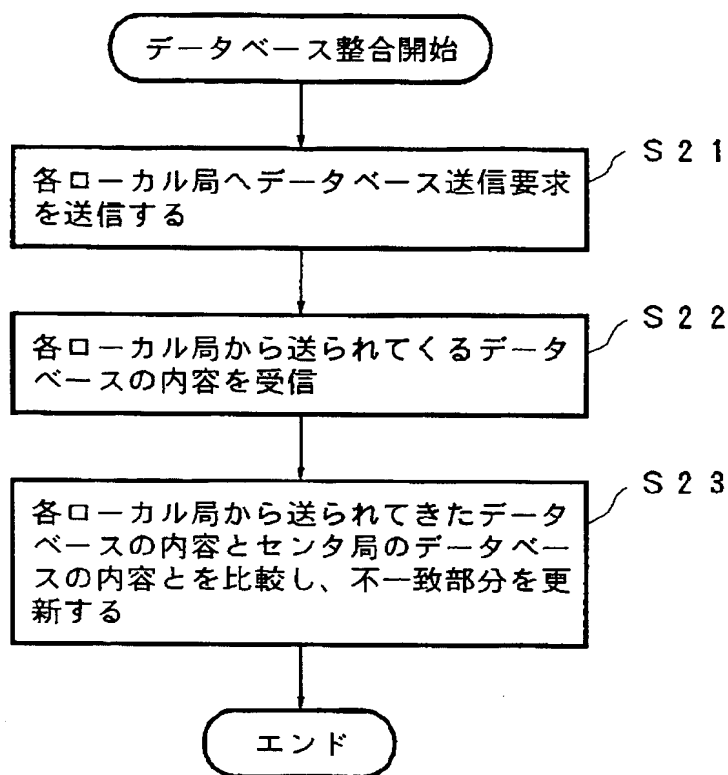 データベース整合開始
S21
各ローカル局へデータベース送信要求
を送信する
S22
各ローカル局から送られてくるデータ
ベースの内容を受信
S23
各ローカル局から送られてきたデータ
ベースの内容とセンタ局のデータベー
スの内容とを比較し、不一致部分を更
新する
エンド